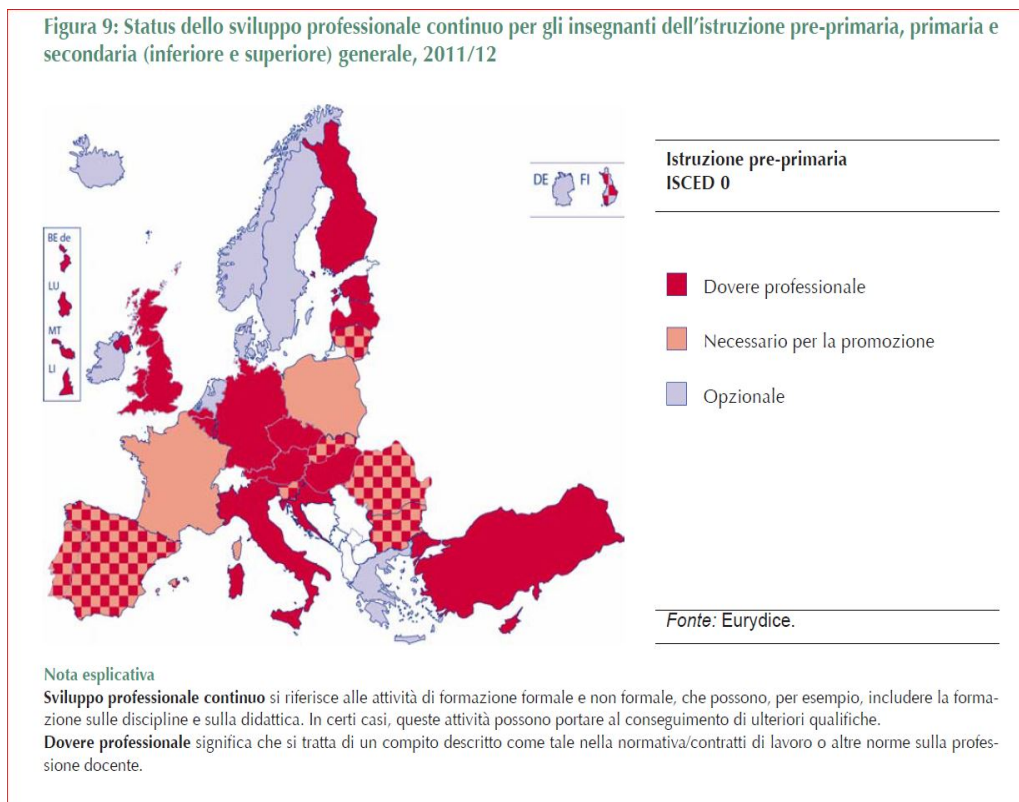 Figura 9: Status dello sviluppo professionale continuo per gli insegnanti dell'istruzione pre-primaria, primaria e
secondaria (inferiore e superiore) generale, 2011/12
DE FI
Istruzione pre-primaria
ISCED 0
BE de
LU
MT
LI
Dovere professionale
Necessario per la promozione
Opzionale
Fonte: Eurydice.
Nota esplicativa
Sviluppo professionale continuo si riferisce alle attività di formazione formale e non formale, che possono, per esempio, includere la forma-
zione sulle discipline e sulla didattica. In certi casi, queste attività possono portare al conseguimento di ulteriori qualifiche.
Dovere professionale significa che si tratta di un compito descritto come tale nella normativa/contratti di lavoro o altre norme sulla profes-
sione docente.